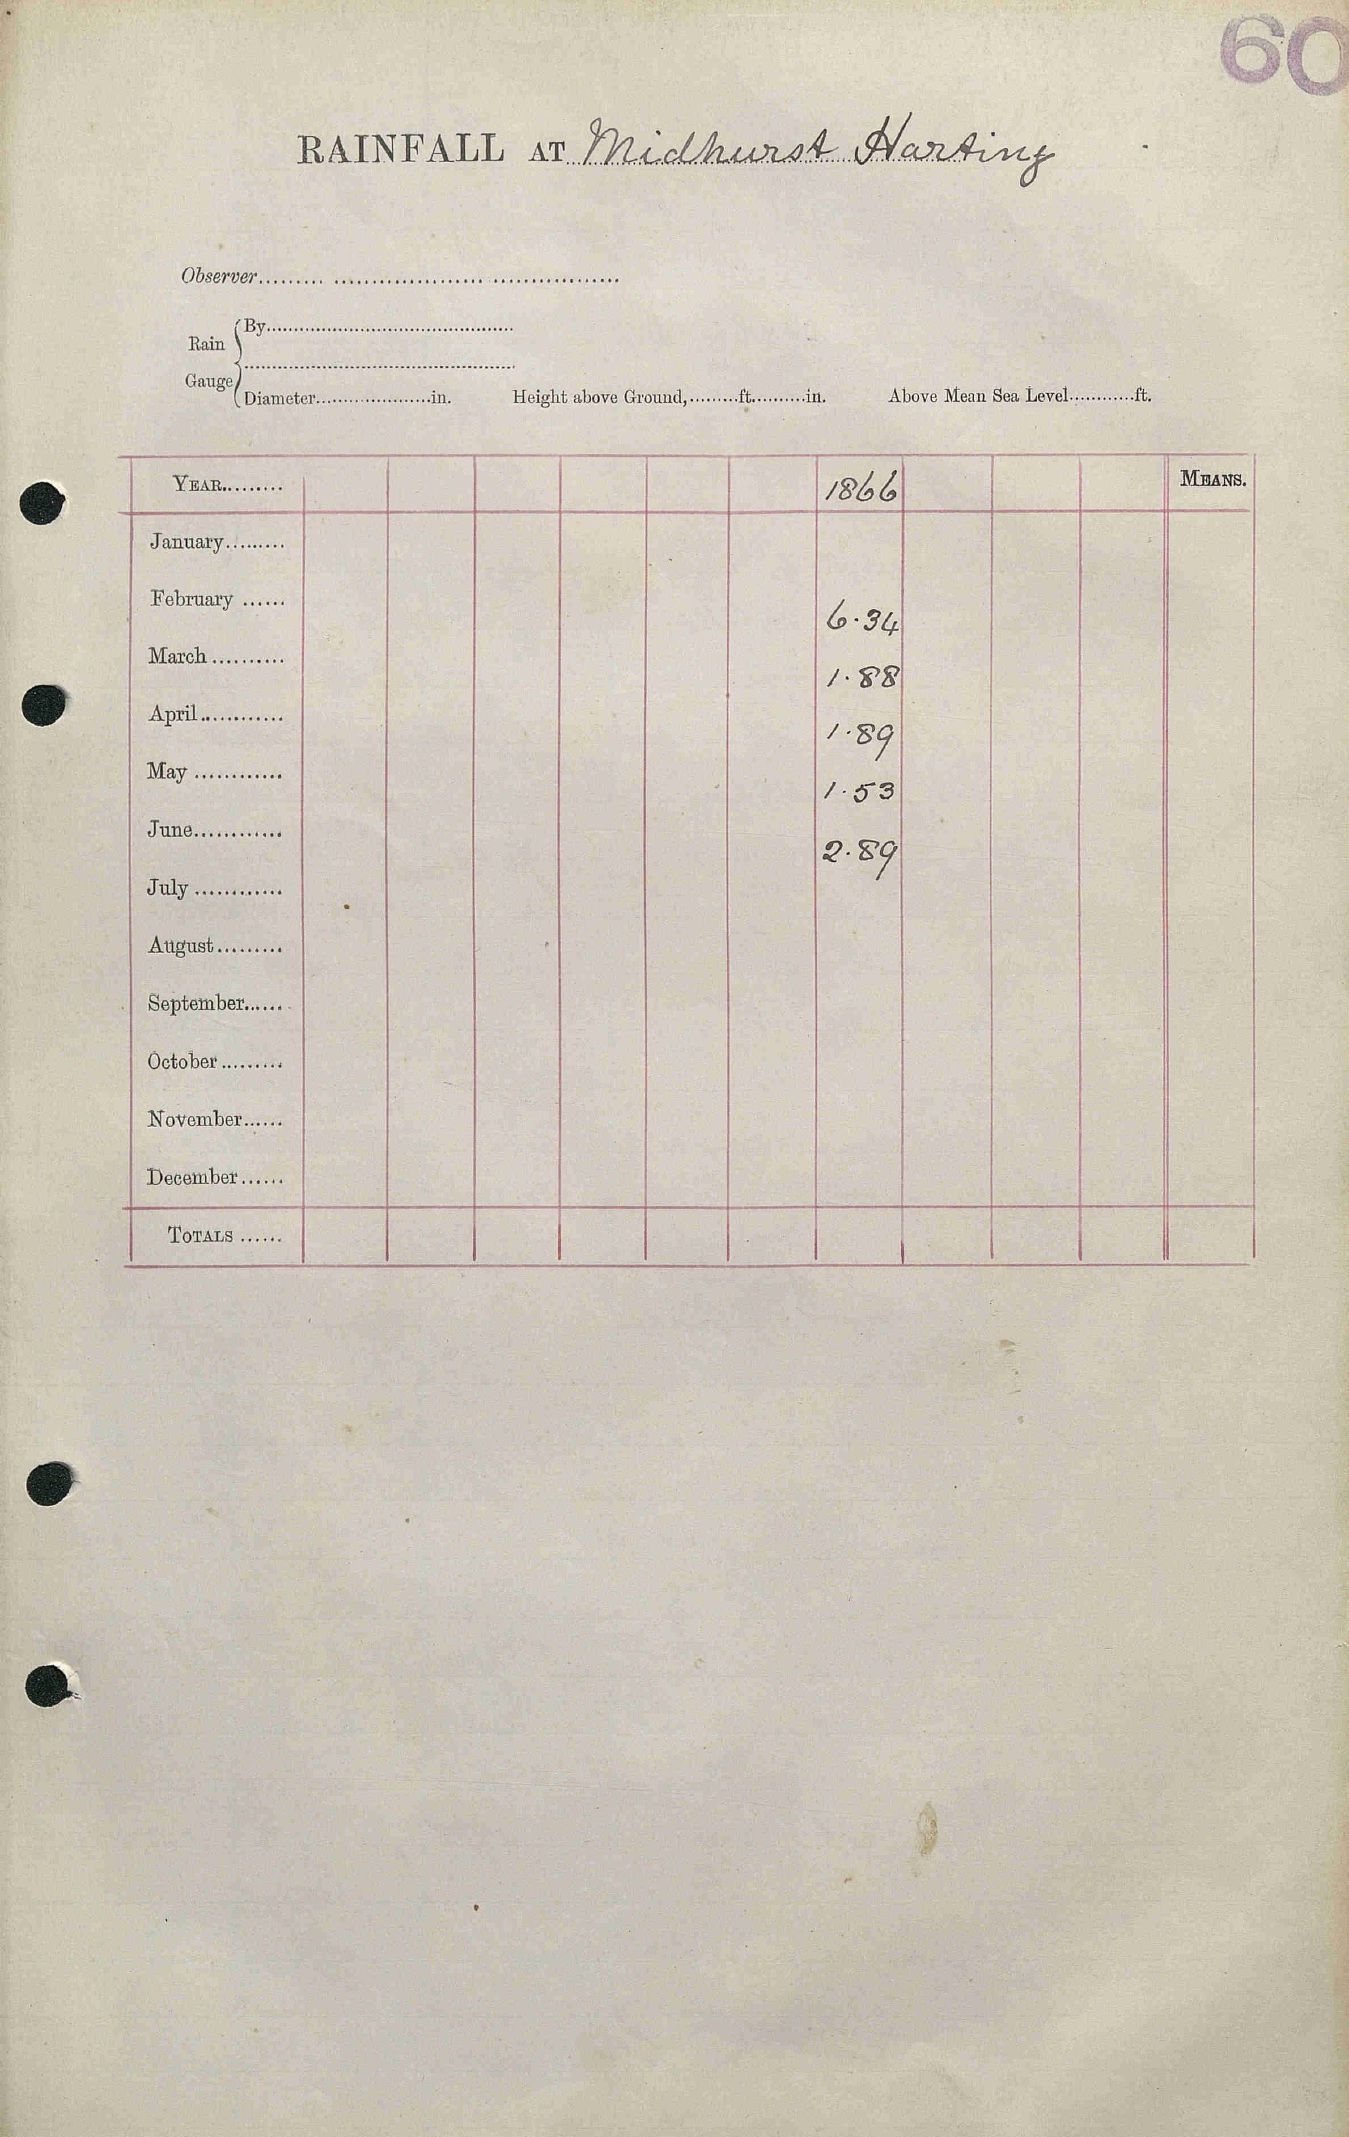 60
RAINFALL AT Midhurst Harting
Observer
Rain Gauge
By
Diameter in. Height above Ground, ft. in. Above Mean Sea Level ft.
YEAR 1866 MEANS.
January
February 6.34
March 1.88
April 1.89
May 1.53
June 2.89
July
August
September
October
November
December
TOTALS